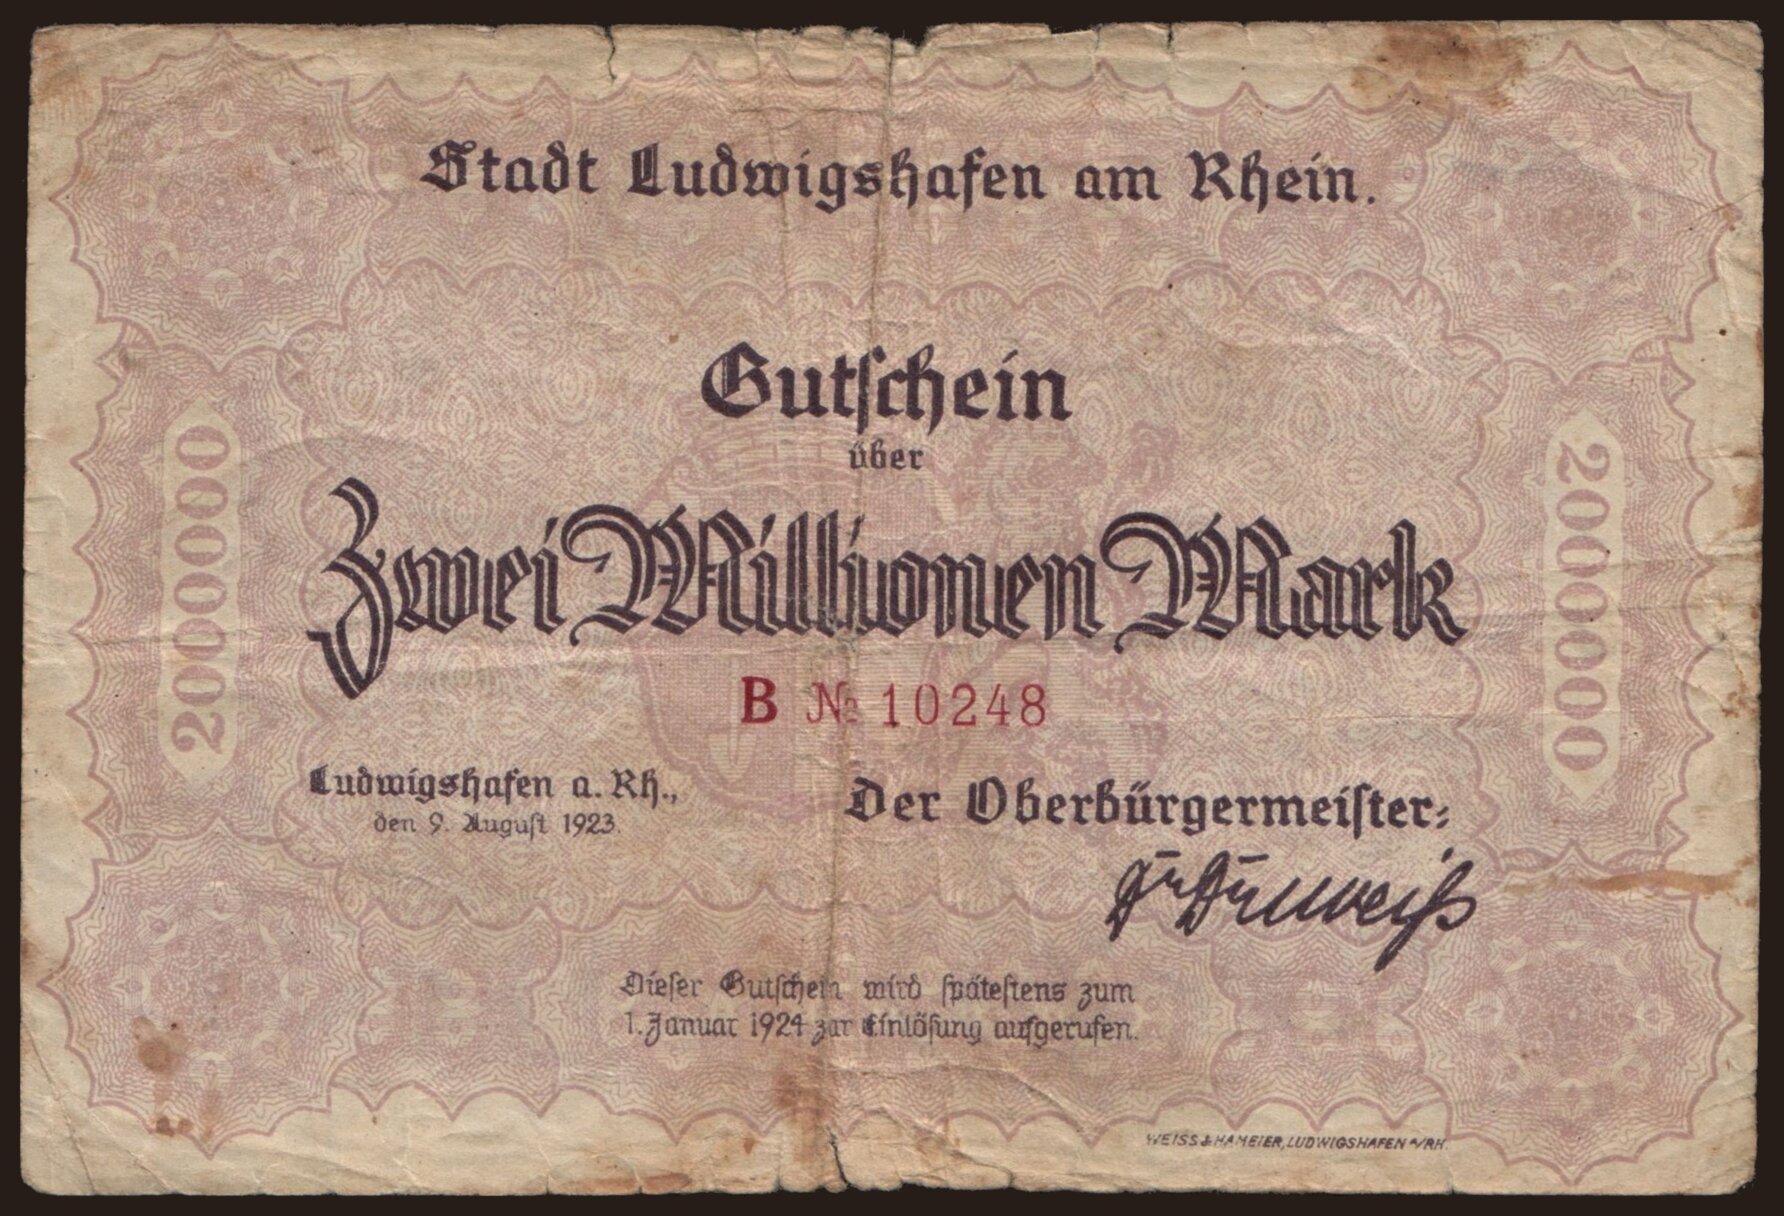 Stadt Ludwigshafen am Rhein.
Gutschein
über
Zwei Millionen Mark
2000000
2000000
B № 10248
Ludwigshafen a. Rh.,
den 9. August 1923.
Der Oberbürgermeister:
Dieser Gutschein wird spätestens zum
1. Januar 1924 zur Einlösung aufgerufen.
WEISS & HAMEIER, LUDWIGSHAFEN a/RH.